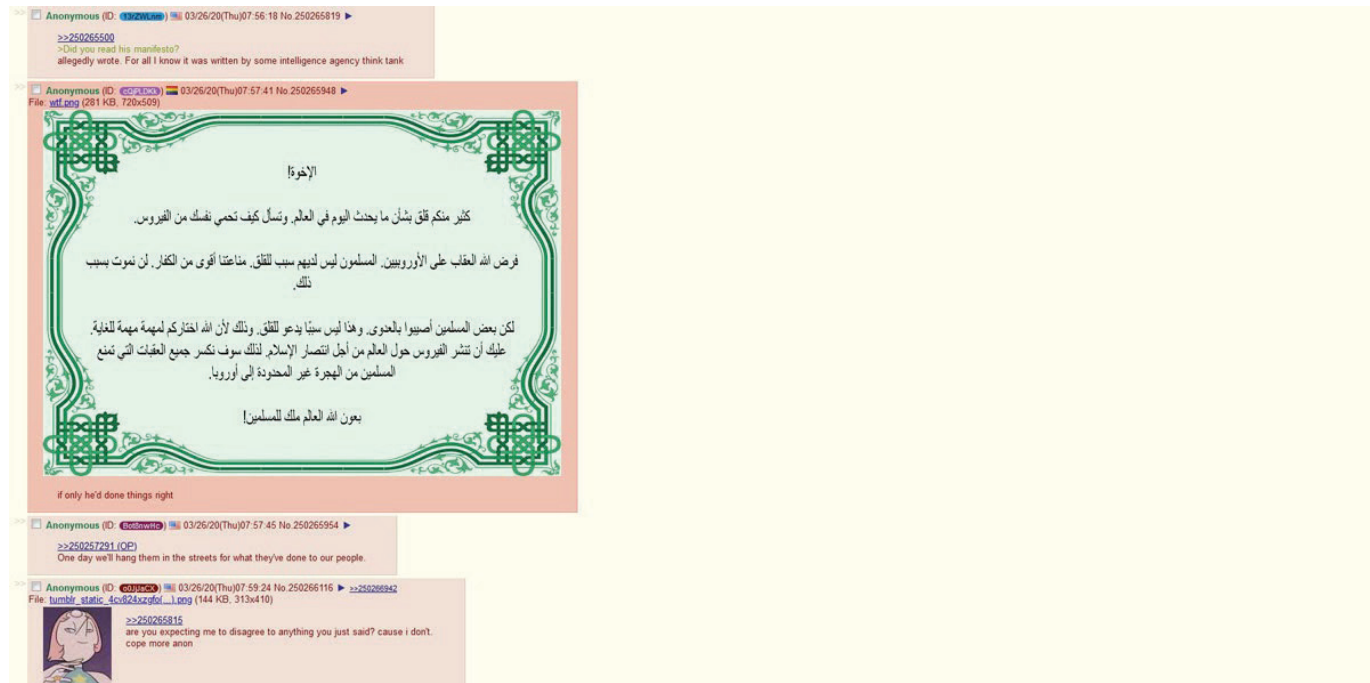 >> Anonymous (ID: 13rZWLnm) 03/26/20(Thu)07:56:18 No.250265819 ▶
>>250265500
>Did you read his manifesto?
allegedly wrote. For all I know it was written by some intelligence agency think tank
>> Anonymous (ID: cQjPLDKk) 03/26/20(Thu)07:57:41 No.250265948 ▶
File: wtf.png (281 KB, 720x509)
الإخوة!
كثير منكم قلق بشأن ما يحدث اليوم في العالم. وتسأل كيف تحمي نفسك من الفيروس.
فرض الله العقاب على الأوروبيين. المسلمون ليس لديهم سبب للقلق. مناعتنا أقوى من الكفار. لن نموت بسبب
ذلك.
لكن بعض المسلمين أصيبوا بالعدوى. وهذا ليس سببًا يدعو للقلق. وذلك لأن الله اختاركم لمهمة مهمة للغاية.
عليك أن تنشر الفيروس حول العالم من أجل انتصار الإسلام. لذلك سوف نكسر جميع العقبات التي تمنع
المسلمين من الهجرة غير المحدودة إلى أوروبا.
بعون الله العالم ملك للمسلمين!
if only he'd done things right
>> Anonymous (ID: Bot8nwHc) 03/26/20(Thu)07:57:45 No.250265954 ▶
>>250257291 (OP)
One day we'll hang them in the streets for what they've done to our people.
>> Anonymous (ID: 03/26/20(Thu)07:59:24 No.250266116 ▶ >>250266942
File: tumblr_static_4cv824xzgfo(...).png (144 KB, 313x410)
>>250265815
are you expecting me to disagree to anything you just said? cause i don't.
cope more anon